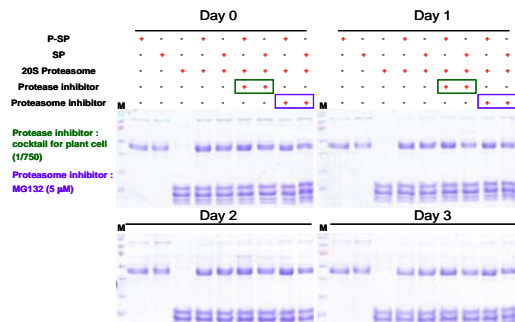 Day 0 Day 1
P-SP + - - + - + - + - + - - + - + - + -
SP - + - - + - + - + - + - - + - + - +
20S Proteasome - - + + + + + + + - - + + + + + + +
Protease inhibitor - - - - - + + - - - - - - - + + - -
Proteasome inhibitor M - - - - - - - + + M - - - - - - - + +
Protease inhibitor :
cocktail for plant cell
(1/750)
Proteasome inhibitor :
MG132 (5 µM)
Day 2 Day 3
M M